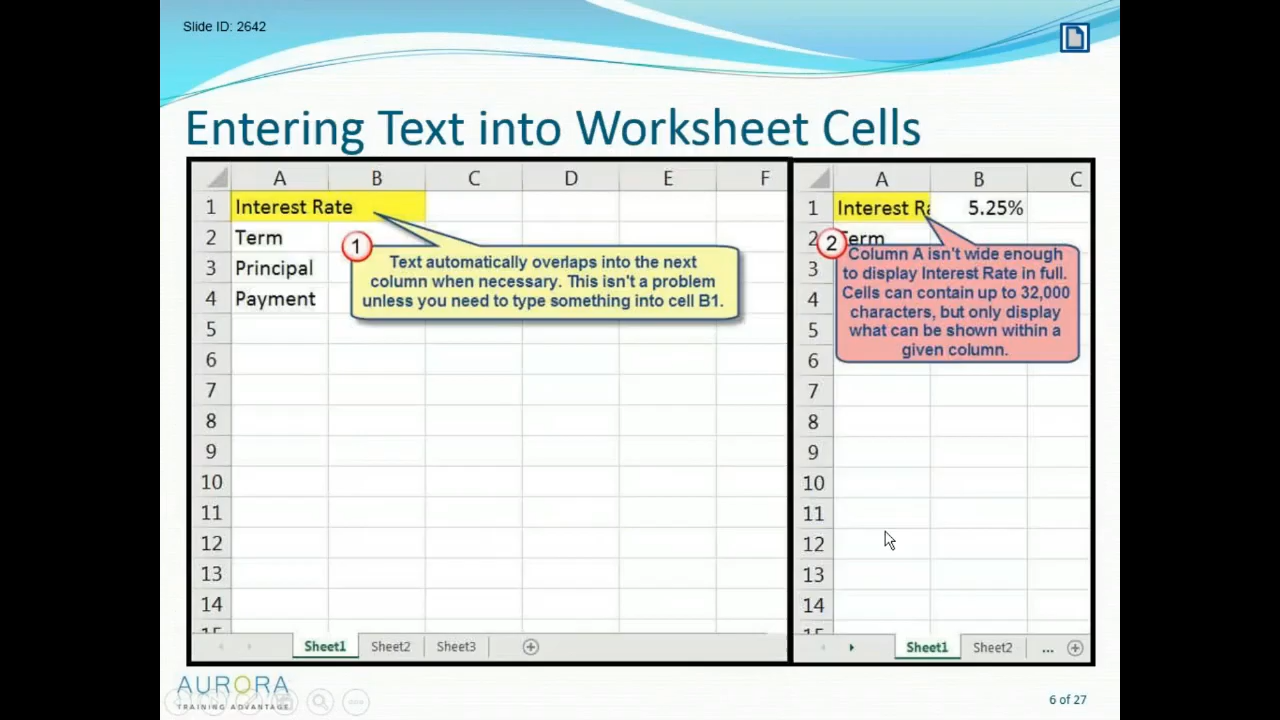 Slide ID: 2642
Entering Text into Worksheet Cells
A B C D E F
1 Interest Rate
2 Term
3 Principal
4 Payment
5
6
7
8
9
10
11
12
13
14
15
1
Text automatically overlaps into the next
column when necessary. This isn't a problem
unless you need to type something into cell B1.
Sheet1 Sheet2 Sheet3
A B C
1 Interest Ra 5.25%
2 Term
3
4
5
6
7
8
9
10
11
12
13
14
15
2
Column A isn't wide enough
to display Interest Rate in full.
Cells can contain up to 32,000
characters, but only display
what can be shown within a
given column.
Sheet1 Sheet2 ...
AURORA
TRAINING ADVANTAGE
6 of 27